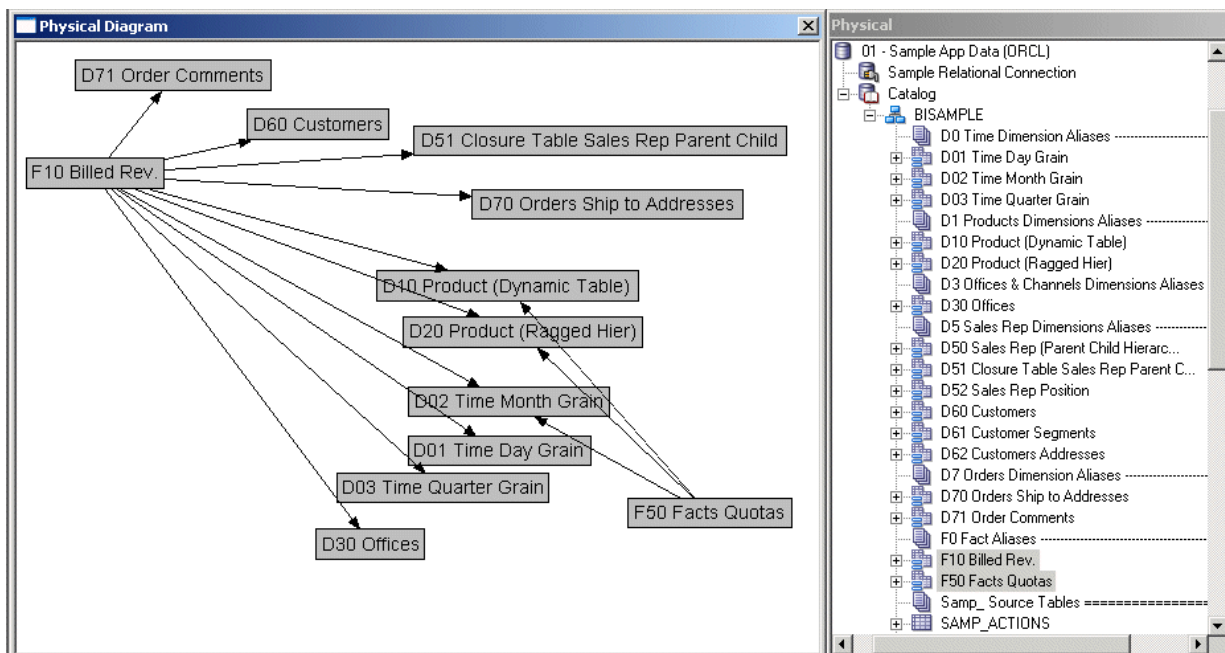 Physical Diagram
D71 Order Comments
D60 Customers
D51 Closure Table Sales Rep Parent Child
F10 Billed Rev.
D70 Orders Ship to Addresses
D10 Product (Dynamic Table)
D20 Product (Ragged Hier)
D02 Time Month Grain
D01 Time Day Grain
D03 Time Quarter Grain
F50 Facts Quotas
D30 Offices
Physical
01 - Sample App Data (ORCL)
Sample Relational Connection
Catalog
BISAMPLE
D0 Time Dimension Aliases ---------------
D01 Time Day Grain
D02 Time Month Grain
D03 Time Quarter Grain
D1 Products Dimensions Aliases ----------
D10 Product (Dynamic Table)
D20 Product (Ragged Hier)
D3 Offices & Channels Dimensions Aliases
D30 Offices
D5 Sales Rep Dimensions Aliases ---------
D50 Sales Rep (Parent Child Hierarc...
D51 Closure Table Sales Rep Parent C...
D52 Sales Rep Position
D60 Customers
D61 Customer Segments
D62 Customers Addresses
D7 Orders Dimension Aliases -------------
D70 Orders Ship to Addresses
D71 Order Comments
F0 Fact Aliases -------------------------
F10 Billed Rev.
F50 Facts Quotas
Samp_ Source Tables ==================
SAMP_ACTIONS